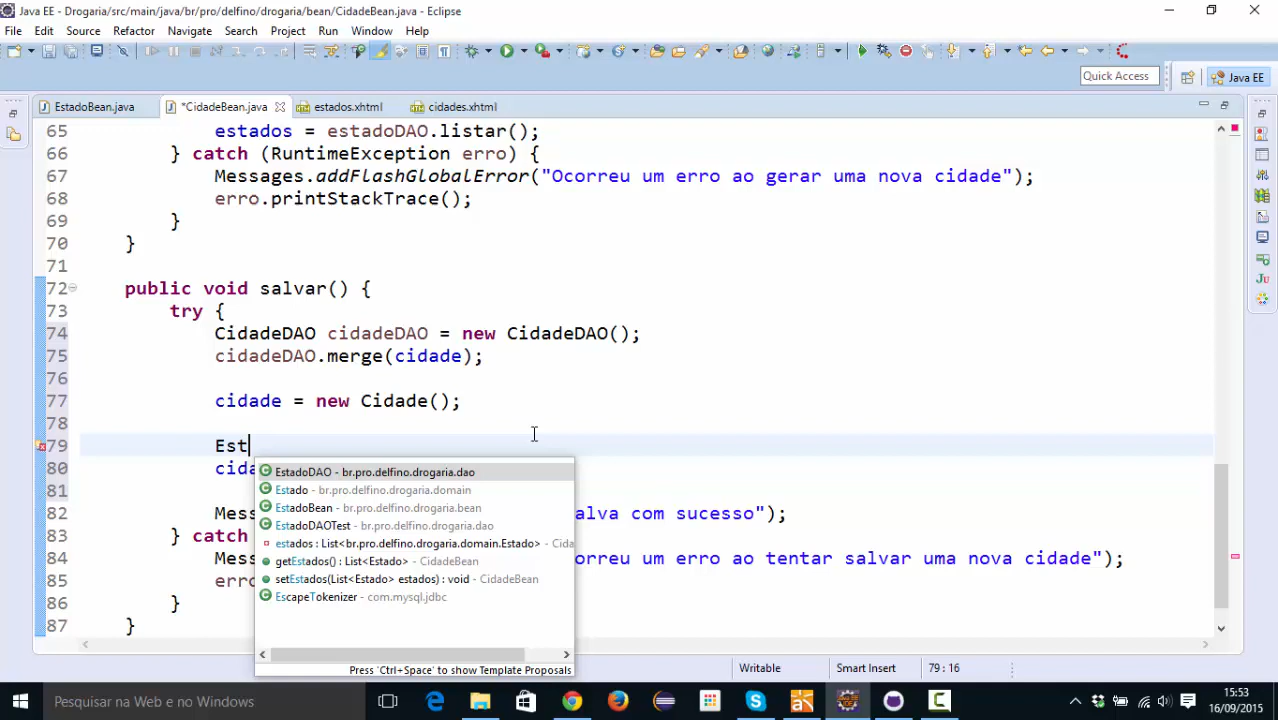 Java EE - Drogaria/src/main/java/br/pro/delfino/drogaria/bean/CidadeBean.java - Eclipse
File Edit Source Refactor Navigate Search Project Run Window Help
Quick Access Java EE
EstadoBean.java *CidadeBean.java estados.xhtml cidades.xhtml
65 estados = estadoDAO.listar();
66 } catch (RuntimeException erro) {
67 Messages.addFlashGlobalError("Ocorreu um erro ao gerar uma nova cidade");
68 erro.printStackTrace();
69 }
70 }
71
72 public void salvar() {
73 try {
74 CidadeDAO cidadeDAO = new CidadeDAO();
75 cidadeDAO.merge(cidade);
76
77 cidade = new Cidade();
78
79 Est
80 cida
81
82 Mess alva com sucesso");
83 } catch
84 Mess orreu um erro ao tentar salvar uma nova cidade");
85 erro
86 }
87 }
EstadoDAO - br.pro.delfino.drogaria.dao
Estado - br.pro.delfino.drogaria.domain
EstadoBean - br.pro.delfino.drogaria.bean
EstadoDAOTest - br.pro.delfino.drogaria.dao
estados : List<br.pro.delfino.drogaria.domain.Estado> - Cida
getEstados() : List<Estado> - CidadeBean
setEstados(List<Estado> estados) : void - CidadeBean
EscapeTokenizer - com.mysql.jdbc
Press 'Ctrl+Space' to show Template Proposals
Writable Smart Insert 79 : 16
Pesquisar na Web e no Windows
15:53
16/09/2015